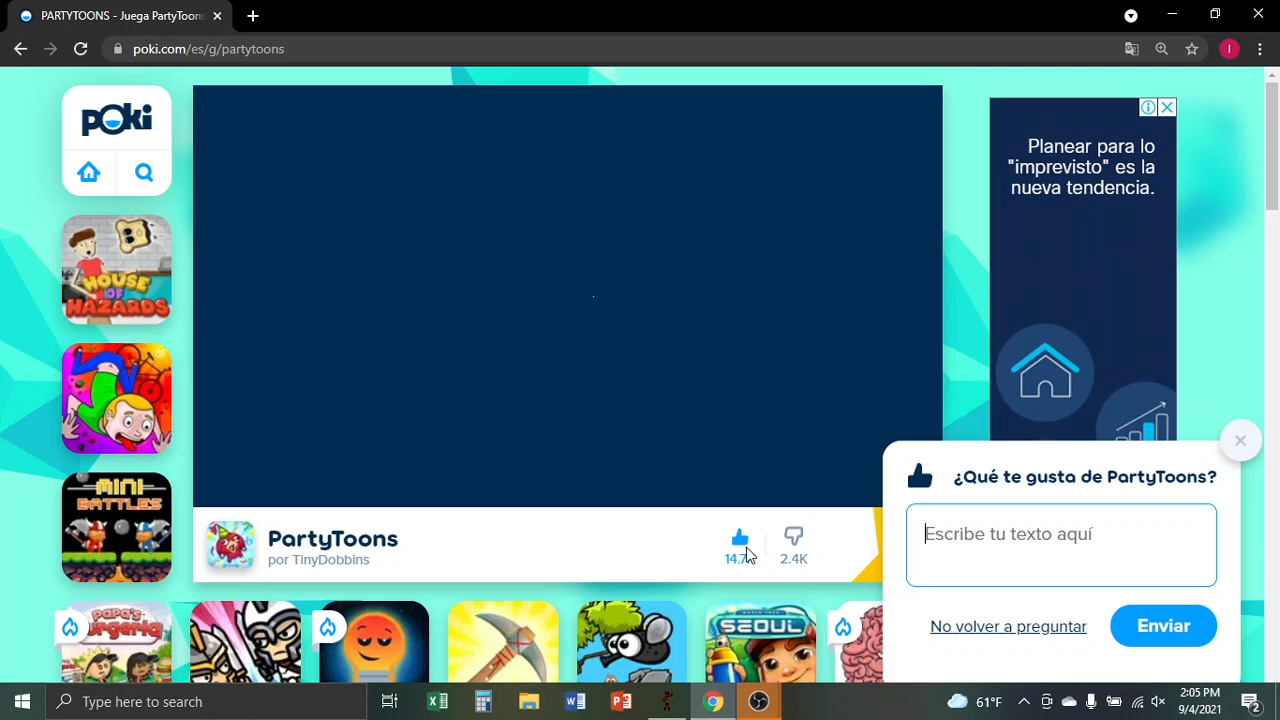 PartyToons - Juega PartyToons
poki.com/es/g/partytoons
I
poki
Planear para lo
"imprevisto" es la
nueva tendencia.
HOUSE
OF
HAZARDS
MINI
BATTLES
¿Qué te gusta de PartyToons?
Escribe tu texto aquí
No volver a preguntar
Enviar
PartyToons
por TinyDobbins
2.4K
PAPA'S
SEOUL
Type here to search
61°F
2:05 PM
9/4/2021
2